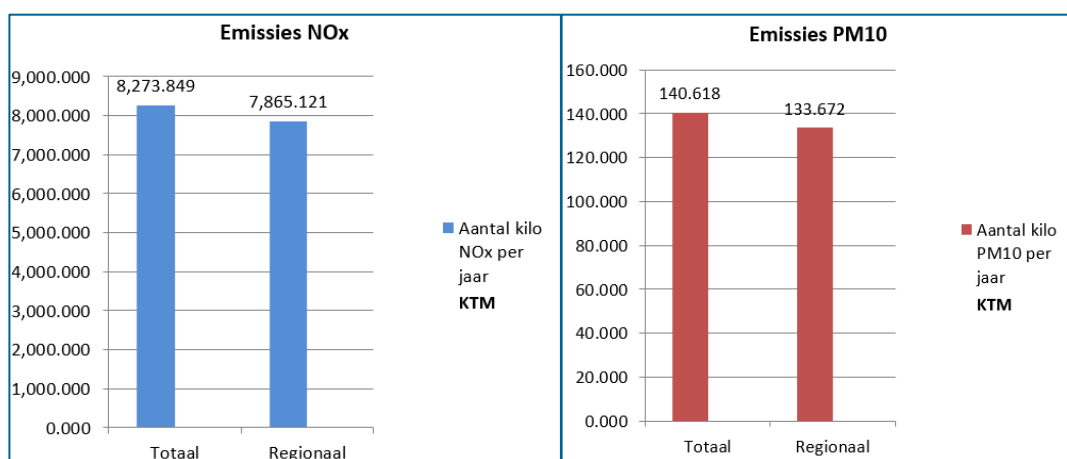 Emissies NOx
9,000.000
8,000.000
7,000.000
6,000.000
5,000.000
4,000.000
3,000.000
2,000.000
1,000.000
0.000
8,273.849
7,865.121
Totaal
Regionaal
Aantal kilo
NOx per
jaar
KTM
Emissies PM10
160.000
140.000
120.000
100.000
80.000
60.000
40.000
20.000
0.000
140.618
133.672
Totaal
Regionaal
Aantal kilo
PM10 per
jaar
KTM